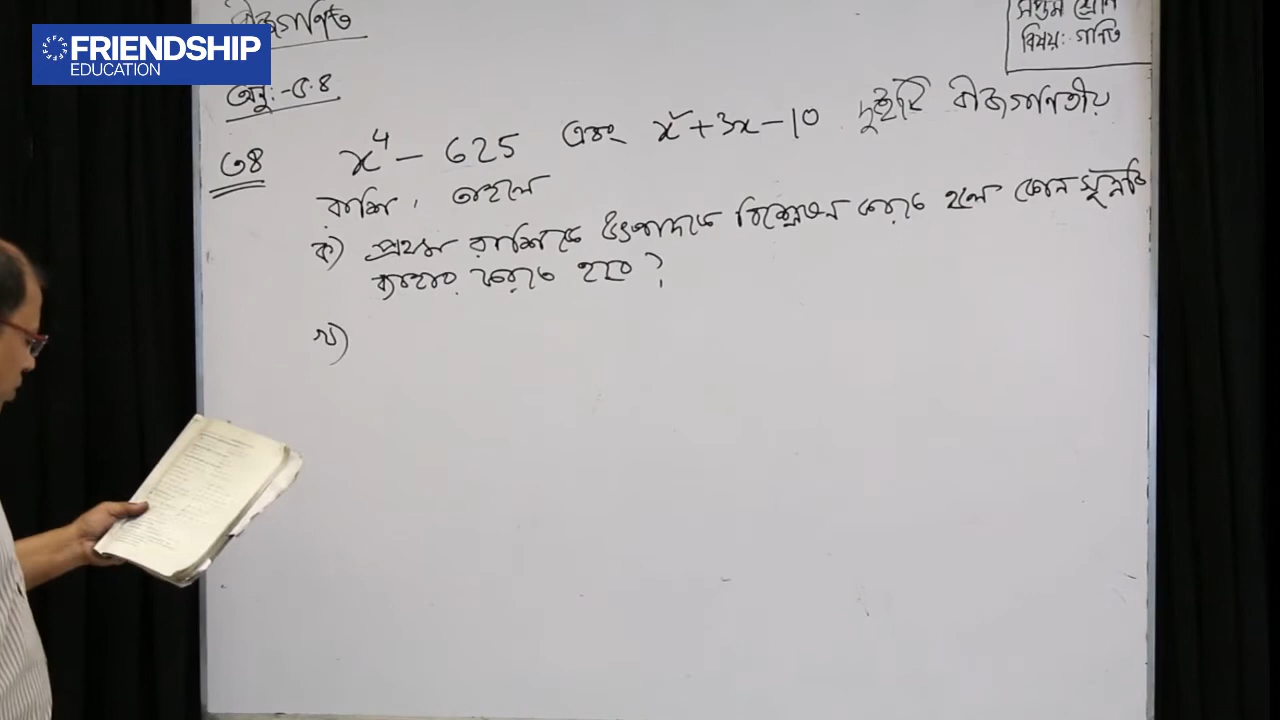 FRIENDSHIP
EDUCATION
বীজগণিত
সপ্তম শ্রেণি
বিষয়: গণিত
অনু:-৫.৪
৩৪ x⁴ - 625 এবং x²+3x-10 দুইটি বীজগণিতীয়
রাশি। তাহলে
ক) প্রথম রাশিকে উৎপাদকে বিশ্লেষণ করতে হলে কোন সূত্রটি
ব্যবহার করতে হবে?
খ)